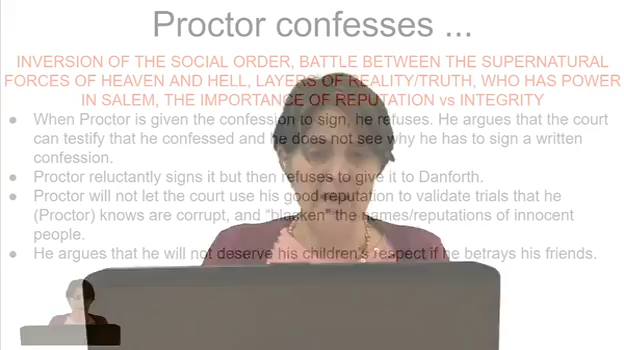 Proctor confesses ...
INVERSION OF THE SOCIAL ORDER, BATTLE BETWEEN THE SUPERNATURAL
FORCES OF HEAVEN AND HELL, LAYERS OF REALITY/TRUTH, WHO HAS POWER
IN SALEM, THE IMPORTANCE OF REPUTATION vs INTEGRITY
● When Proctor is given the confession to sign, he refuses. He argues that the court
can testify that he confessed and he does not see why he has to sign a written
confession.
● Proctor reluctantly signs it but then refuses to give it to Danforth.
● Proctor will not let the court use his good reputation to validate trials that he
(Proctor) knows are corrupt, and "blasken" the names/reputations of innocent
people.
● He argues that he will not deserve his children's respect if he betrays his friends.